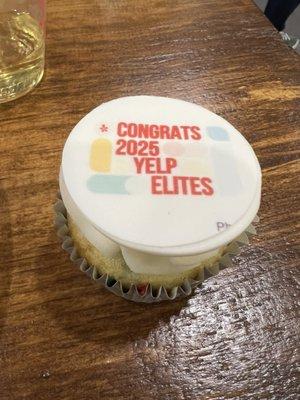 * CONGRATS
2025
YELP
ELITES